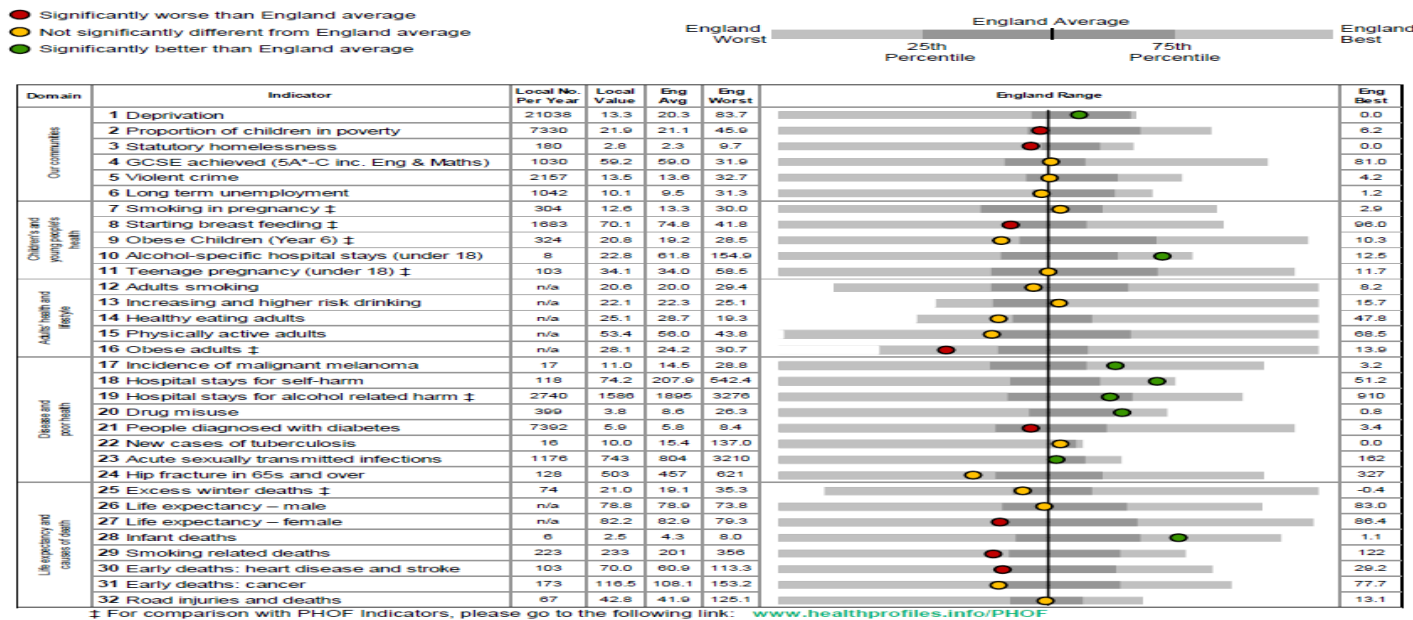 Significantly worse than England average
Not significantly different from England average
Significantly better than England average
England Worst
England Average
25th Percentile
75th Percentile
England Best
Domain Indicator Local No. Per Year Local Value Eng Avg Eng Worst England Range Eng Best
Our communities
1 Deprivation 21038 13.3 20.3 83.7 0.0
2 Proportion of children in poverty 7330 21.9 21.1 45.9 6.2
3 Statutory homelessness 180 2.8 2.3 9.7 0.0
4 GCSE achieved (5A*-C inc. Eng & Maths) 1030 59.2 59.0 31.9 81.0
5 Violent crime 2157 13.5 13.6 32.7 4.2
6 Long term unemployment 1042 10.1 9.5 31.3 1.2
Children's and young people's health
7 Smoking in pregnancy ‡ 304 12.6 13.3 30.0 2.9
8 Starting breast feeding ‡ 1683 70.1 74.8 41.8 96.0
9 Obese Children (Year 6) ‡ 324 20.8 19.2 28.5 10.3
10 Alcohol-specific hospital stays (under 18) 8 22.8 61.8 154.9 12.5
11 Teenage pregnancy (under 18) ‡ 103 34.1 34.0 58.5 11.7
Adults' health and lifestyle
12 Adults smoking n/a 20.6 20.0 29.4 8.2
13 Increasing and higher risk drinking n/a 22.1 22.3 25.1 15.7
14 Healthy eating adults n/a 25.1 28.7 19.3 47.8
15 Physically active adults n/a 53.4 56.0 43.8 68.5
16 Obese adults ‡ n/a 28.1 24.2 30.7 13.9
Disease and poor health
17 Incidence of malignant melanoma 17 11.0 14.5 28.8 3.2
18 Hospital stays for self-harm 118 74.2 207.9 542.4 51.2
19 Hospital stays for alcohol related harm ‡ 2740 1586 1895 3276 910
20 Drug misuse 399 3.8 8.6 26.3 0.8
21 People diagnosed with diabetes 7392 5.9 5.8 8.4 3.4
22 New cases of tuberculosis 16 10.0 15.4 137.0 0.0
23 Acute sexually transmitted infections 1176 743 804 3210 162
24 Hip fracture in 65s and over 128 503 457 621 327
Life expectancy and causes of death
25 Excess winter deaths ‡ 74 21.0 19.1 35.3 -0.4
26 Life expectancy – male n/a 78.8 78.9 73.8 83.0
27 Life expectancy – female n/a 82.2 82.9 79.3 86.4
28 Infant deaths 6 2.5 4.3 8.0 1.1
29 Smoking related deaths 223 233 201 356 122
30 Early deaths: heart disease and stroke 103 70.0 60.9 113.3 29.2
31 Early deaths: cancer 173 116.5 108.1 153.2 77.7
32 Road injuries and deaths 67 42.8 41.9 125.1 13.1
‡ For comparison with PHOF Indicators, please go to the following link: www.healthprofiles.info/PHOF